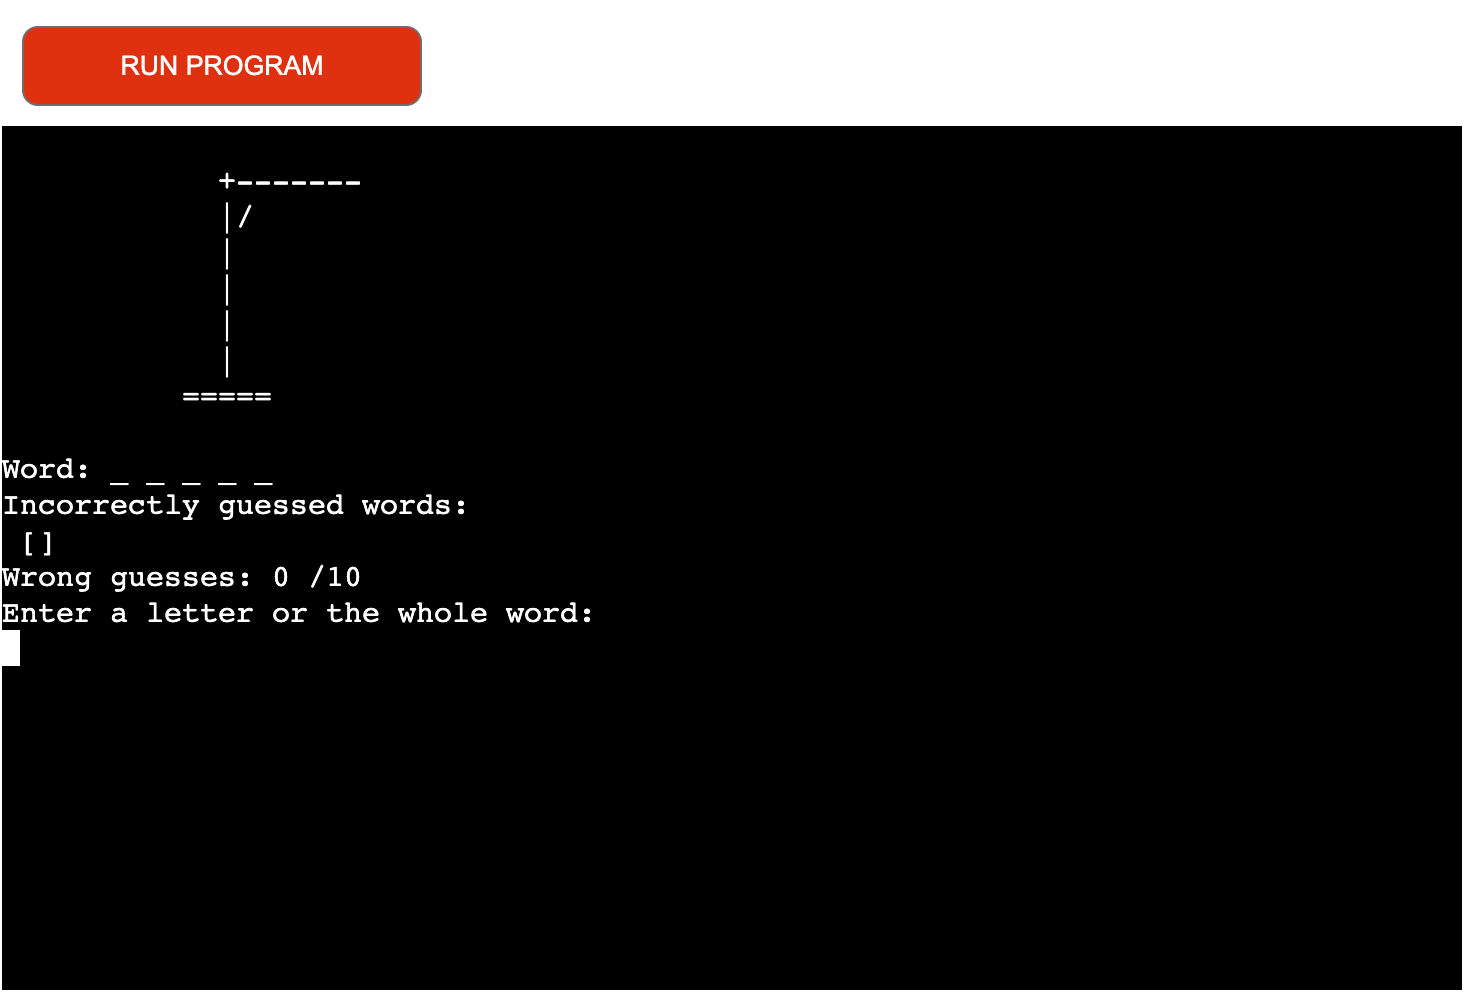 RUN PROGRAM
+-------
|/
|
|
|
|
=====
Word: _ _ _ _ _
Incorrectly guessed words:
[]
Wrong guesses: 0 /10
Enter a letter or the whole word: